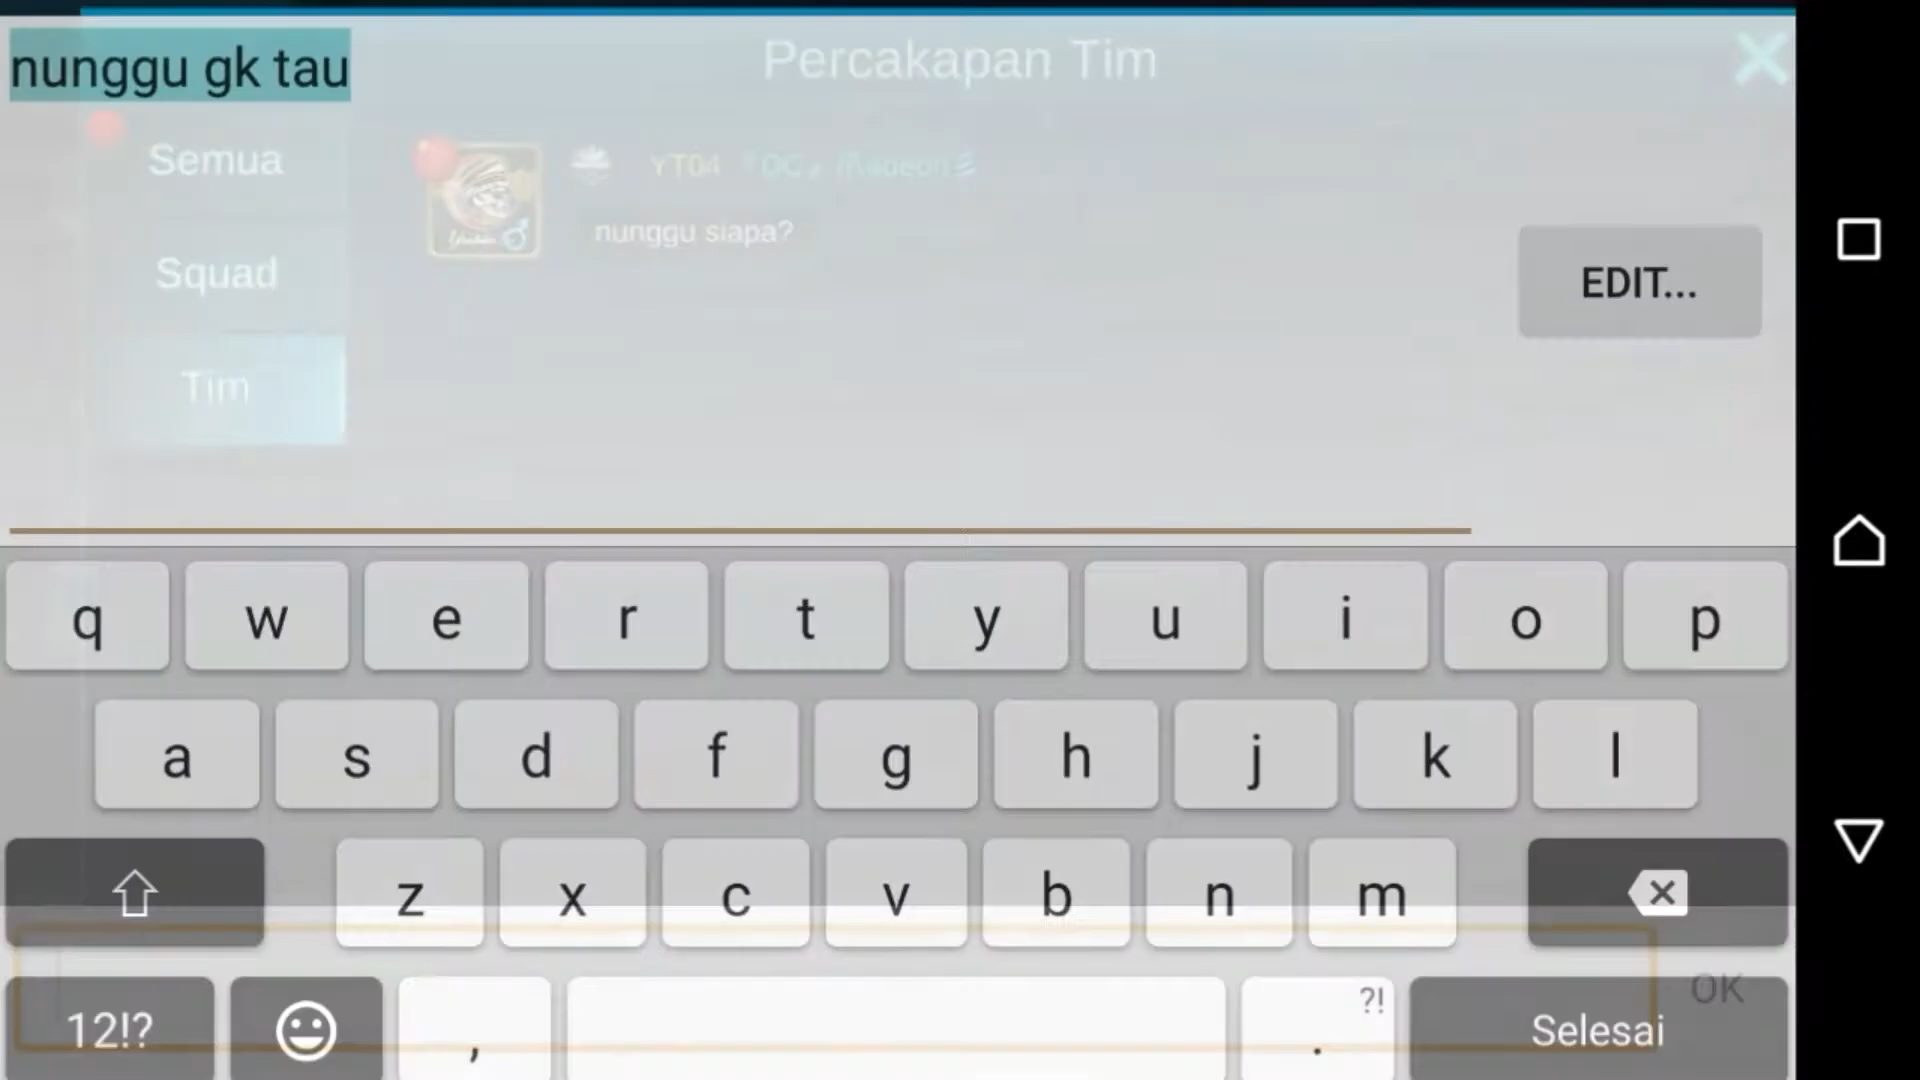 nunggu gk tau
Percakapan Tim
Semua
YT04
nunggu siapa?
Squad
EDIT...
Tim
q w e r t y u i o p
a s d f g h j k l
z x c v b n m
OK
12!? , . ?! Selesai